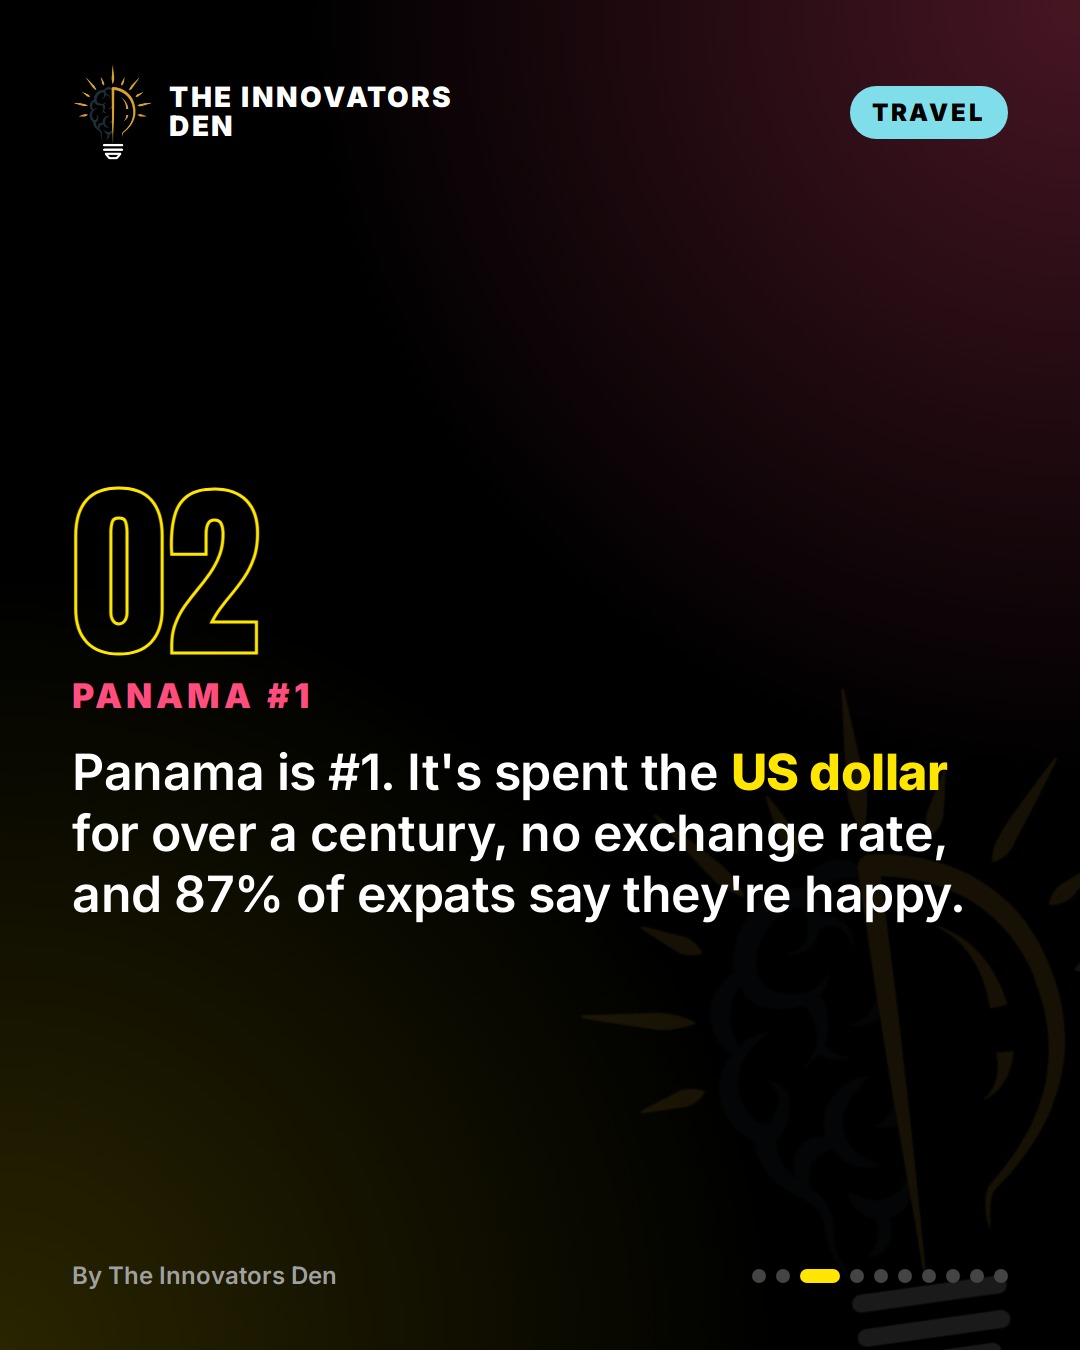 THE INNOVATORS
DEN
TRAVEL
02
PANAMA #1
Panama is #1. It's spent the US dollar
for over a century, no exchange rate,
and 87% of expats say they're happy.
By The Innovators Den